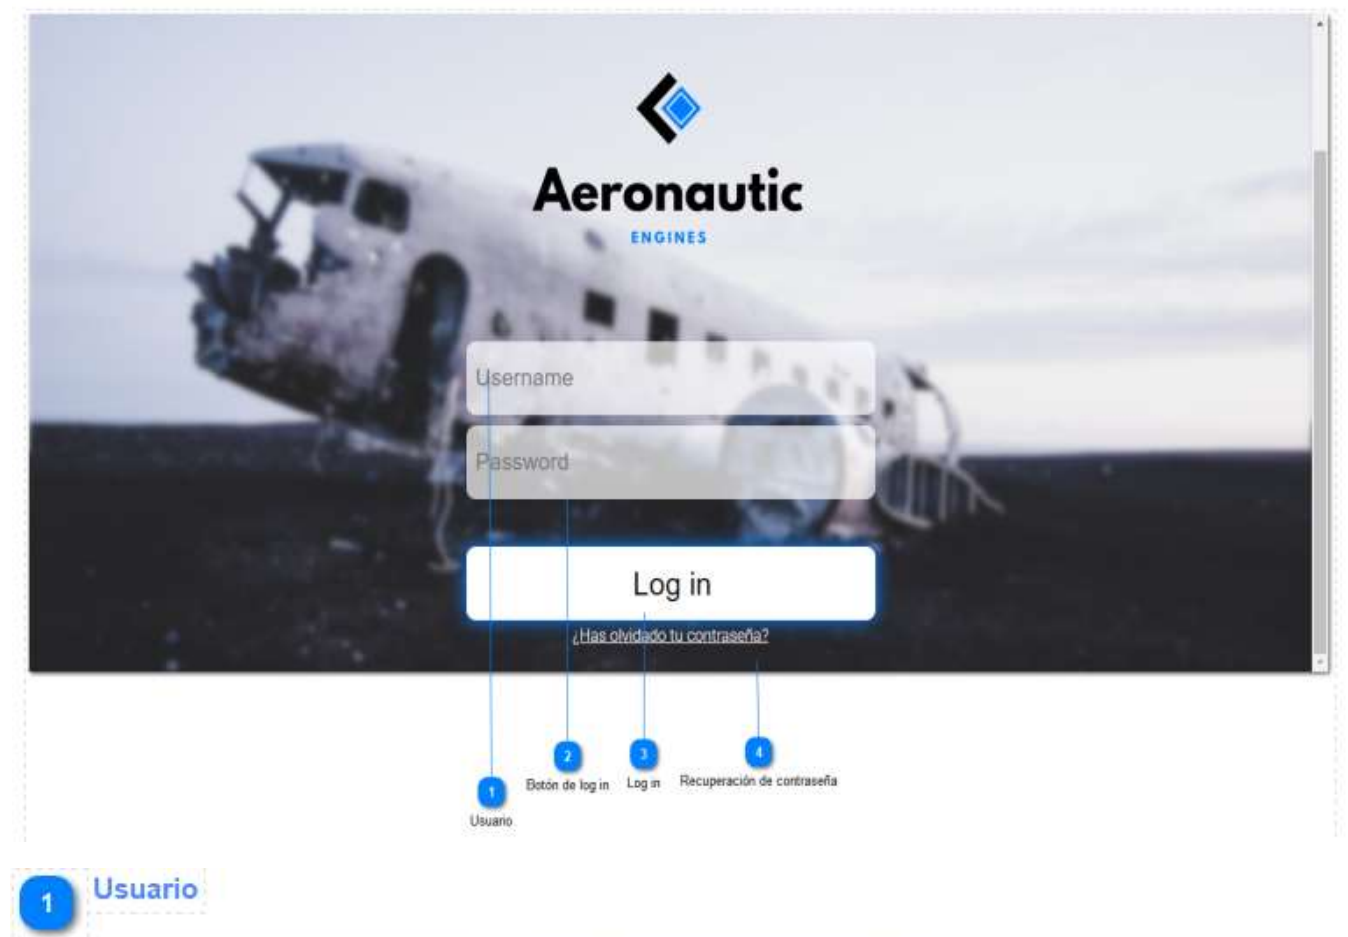 Aeronautic
ENGINES
Username
Password
Log in
¿Has olvidado tu contraseña?
1
Usuario
2
Botón de log in
3
Log in
4
Recuperación de contraseña
1
Usuario